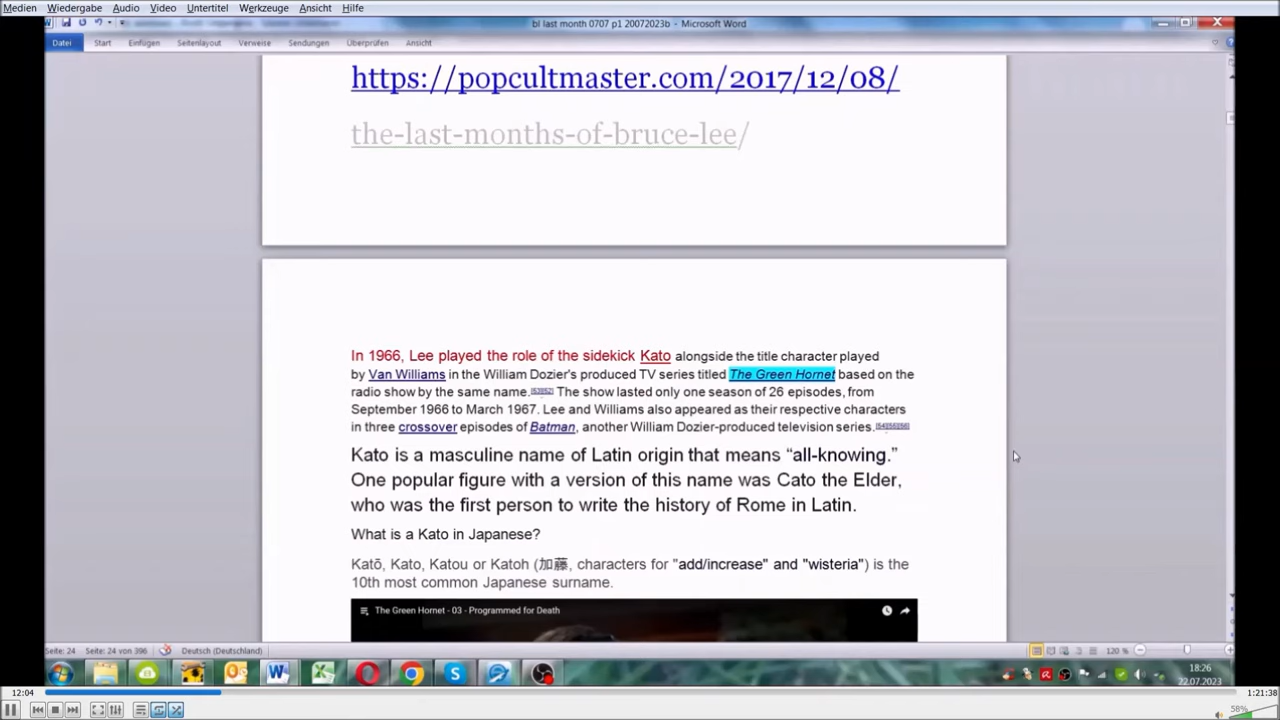 Medien Wiedergabe Audio Video Untertitel Werkzeuge Ansicht Hilfe
bl last month 0707 p1 20072023b - Microsoft Word
Datei Start Einfügen Seitenlayout Verweise Sendungen Überprüfen Ansicht
https://popcultmaster.com/2017/12/08/
the-last-months-of-bruce-lee/
In 1966, Lee played the role of the sidekick Kato alongside the title character played
by Van Williams in the William Dozier's produced TV series titled The Green Hornet based on the
radio show by the same name. The show lasted only one season of 26 episodes, from
September 1966 to March 1967. Lee and Williams also appeared as their respective characters
in three crossover episodes of Batman, another William Dozier-produced television series.
Kato is a masculine name of Latin origin that means “all-knowing.”
One popular figure with a version of this name was Cato the Elder,
who was the first person to write the history of Rome in Latin.
What is a Kato in Japanese?
Katō, Kato, Katou or Katoh (加藤, characters for "add/increase" and "wisteria") is the
10th most common Japanese surname.
The Green Hornet - 03 - Programmed for Death
Seite: 24 Seite: 24 von 396 Deutsch (Deutschland) 120 %
18:26
22.07.2023
12:04 1:21:38
58%